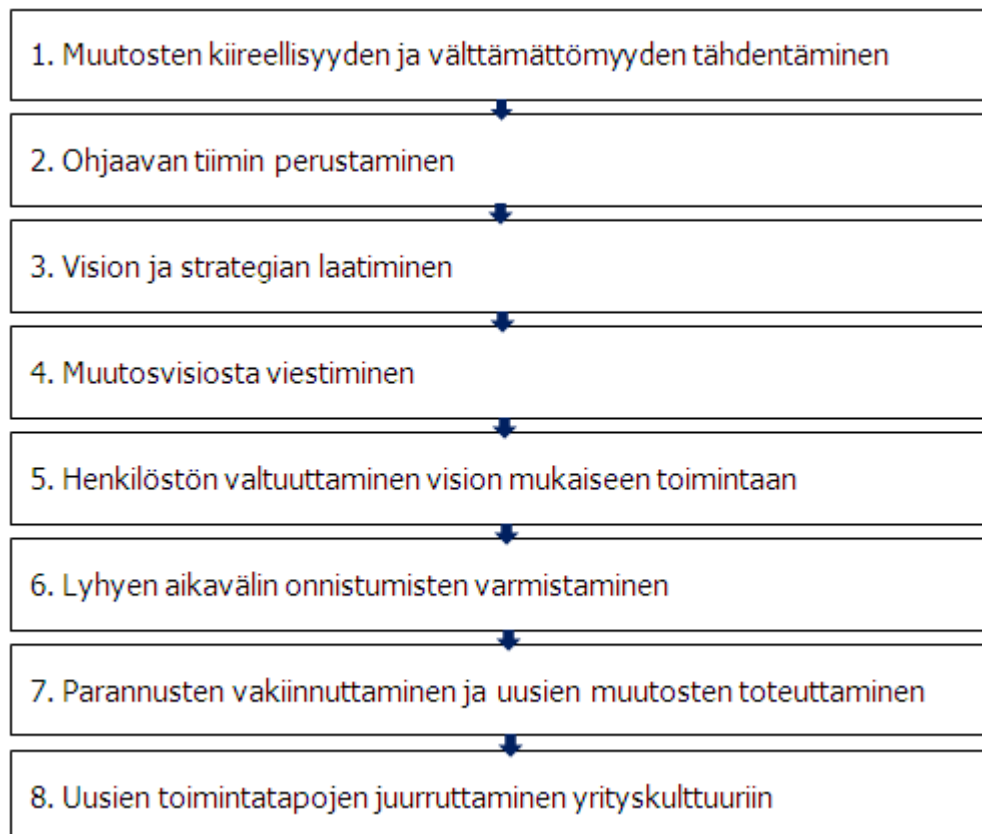 1. Muutosten kiireellisyyden ja välttämättömyyden tähdentäminen
2. Ohjaavan tiimin perustaminen
3. Vision ja strategian laatiminen
4. Muutosvisiosta viestiminen
5. Henkilöstön valtuuttaminen vision mukaiseen toimintaan
6. Lyhyen aikavälin onnistumisten varmistaminen
7. Parannusten vakiinnuttaminen ja uusien muutosten toteuttaminen
8. Uusien toimintatapojen juurruttaminen yrityskulttuuriin